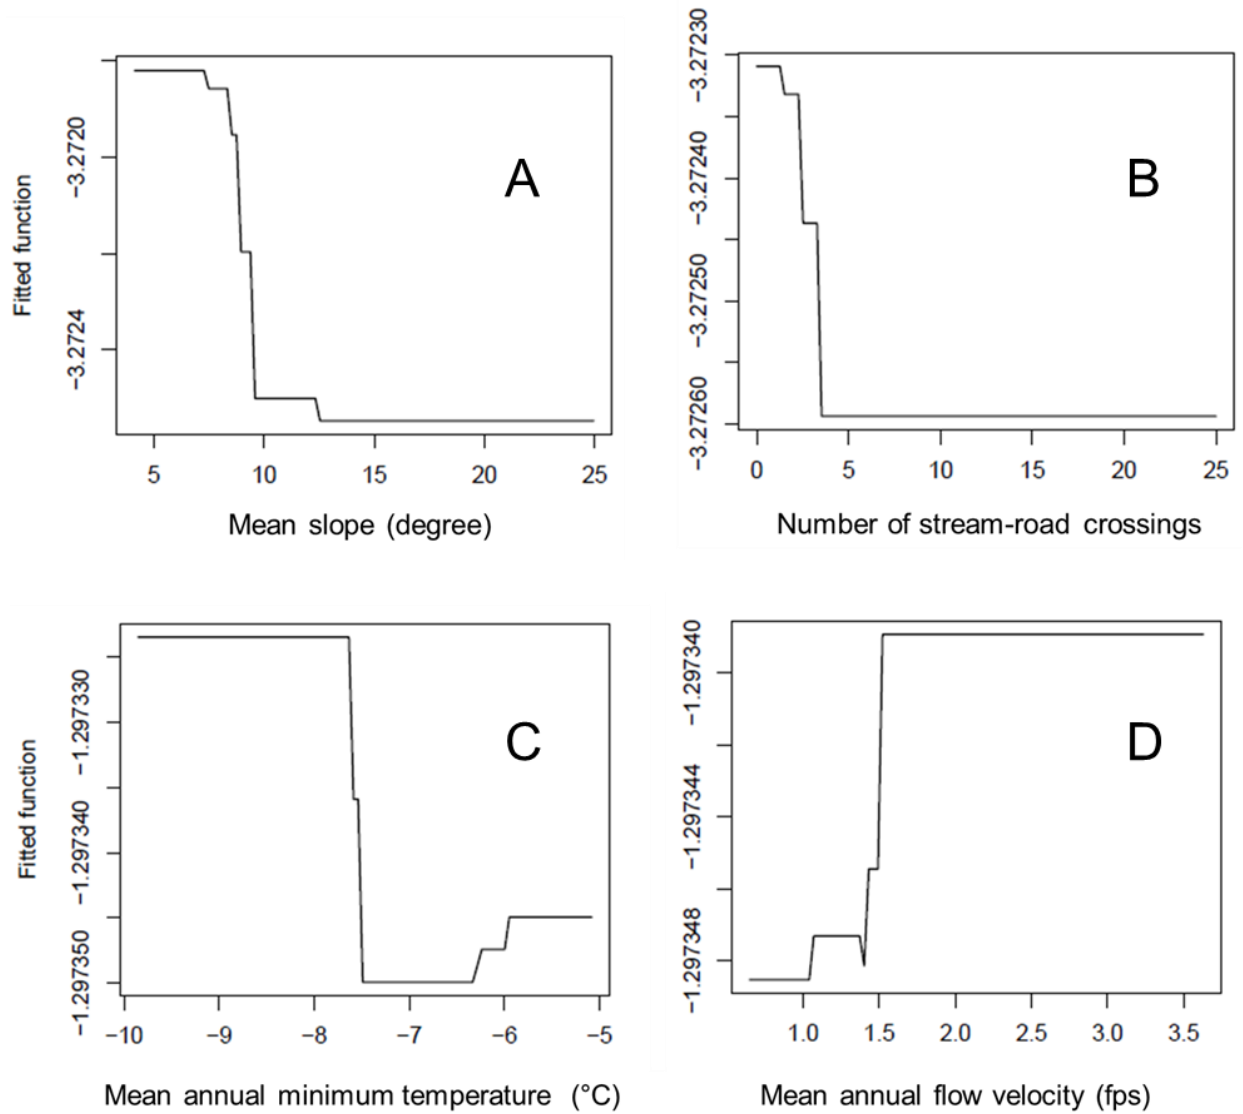 A
Fitted function
−3.2720
−3.2724
5 10 15 20 25
Mean slope (degree)
B
−3.27230
−3.27240
−3.27250
−3.27260
0 5 10 15 20 25
Number of stream-road crossings
C
Fitted function
−1.297330
−1.297340
−1.297350
−10 −9 −8 −7 −6 −5
Mean annual minimum temperature (°C)
D
−1.297340
−1.297344
−1.297348
1.0 1.5 2.0 2.5 3.0 3.5
Mean annual flow velocity (fps)